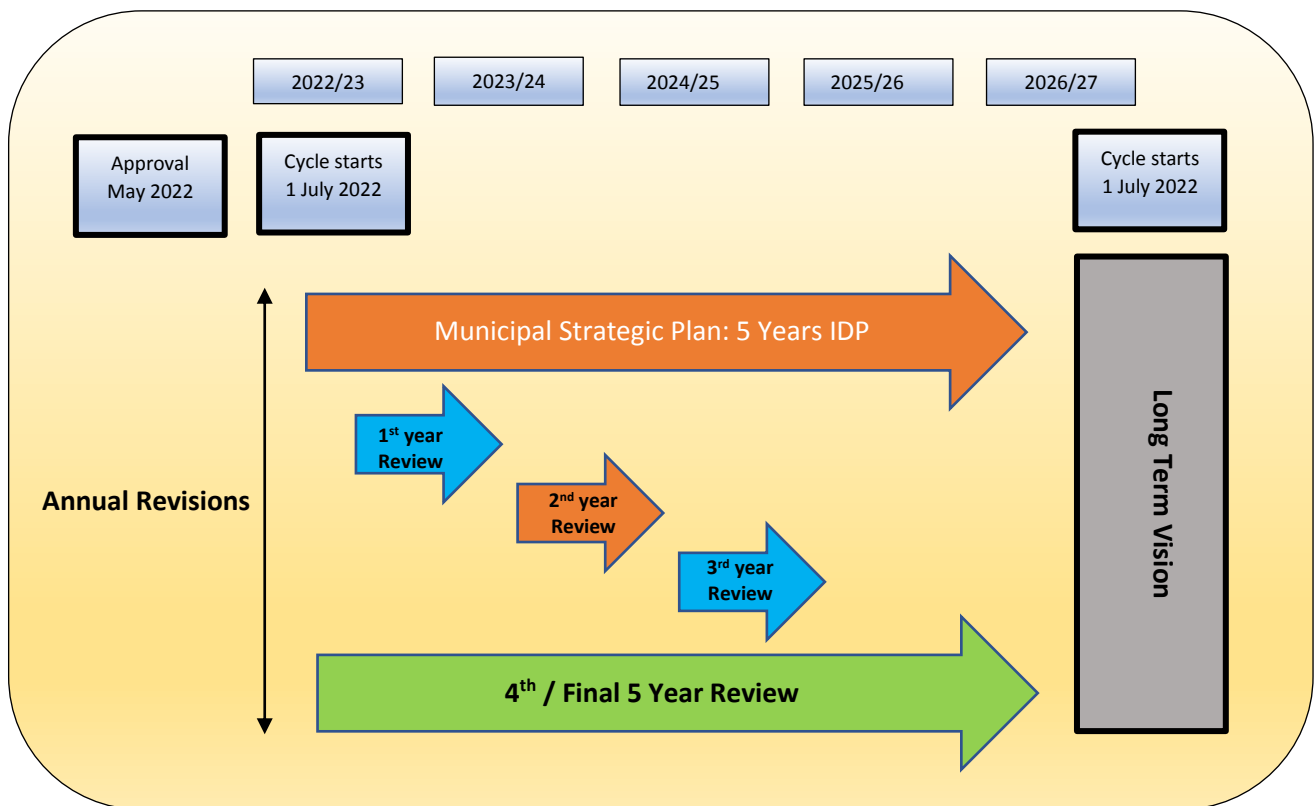 2022/23
2023/24
2024/25
2025/26
2026/27
Approval
May 2022
Cycle starts
1 July 2022
Cycle starts
1 July 2022
Municipal Strategic Plan: 5 Years IDP
1st year
Review
Annual Revisions
2nd year
Review
3rd year
Review
4th / Final 5 Year Review
Long Term Vision